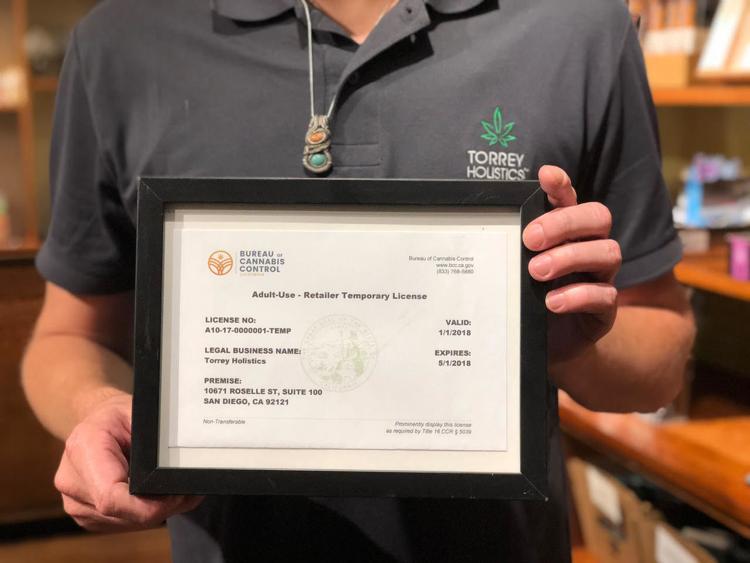 TORREY
HOLISTICS
BUREAU OF
CANNABIS
CONTROL
CALIFORNIA
Bureau of Cannabis Control
www.bcc.ca.gov
(833) 768-5880
Adult-Use - Retailer Temporary License
LICENSE NO:
A10-17-0000001-TEMP
VALID:
1/1/2018
LEGAL BUSINESS NAME:
Torrey Holistics
EXPIRES:
5/1/2018
PREMISE:
10671 ROSELLE ST, SUITE 100
SAN DIEGO, CA 92121
Non-Transferable
Prominently display this license
as required by Title 16 CCR § 5039